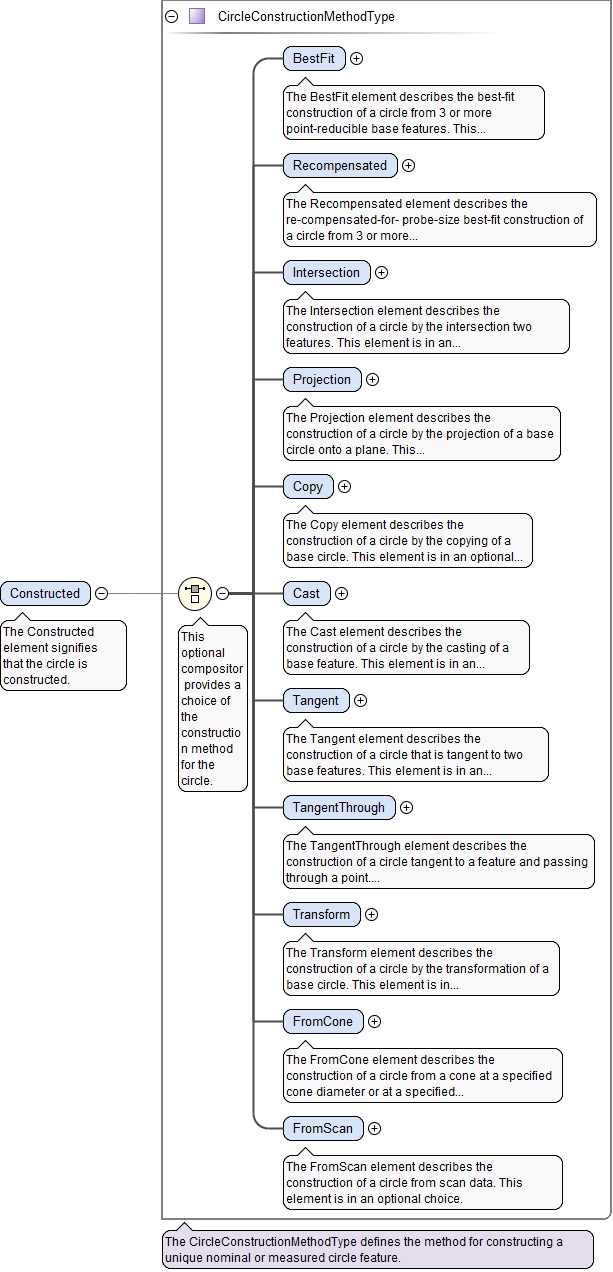 CircleConstructionMethodType
BestFit
The BestFit element describes the best-fit
construction of a circle from 3 or more
point-reducible base features. This...
Recompensated
The Recompensated element describes the
re-compensated-for- probe-size best-fit construction of
a circle from 3 or more...
Intersection
The Intersection element describes the
construction of a circle by the intersection two
features. This element is in an...
Projection
The Projection element describes the
construction of a circle by the projection of a base
circle onto a plane. This...
Copy
The Copy element describes the
construction of a circle by the copying of a
base circle. This element is in an optional...
Constructed
The Constructed
element signifies
that the circle is
constructed.
This
optional
compositor
provides a
choice of
the
constructio
n method
for the
circle.
Cast
The Cast element describes the
construction of a circle by the casting of a
base feature. This element is in an...
Tangent
The Tangent element describes the
construction of a circle that is tangent to two
base features. This element is in an...
TangentThrough
The TangentThrough element describes the
construction of a circle tangent to a feature and passing
through a point....
Transform
The Transform element describes the
construction of a circle by the transformation of a
base circle. This element is in...
FromCone
The FromCone element describes the
construction of a circle from a cone at a specified
cone diameter or at a specified...
FromScan
The FromScan element describes the
construction of a circle from scan data. This
element is in an optional choice.
The CircleConstructionMethodType defines the method for constructing a
unique nominal or measured circle feature.